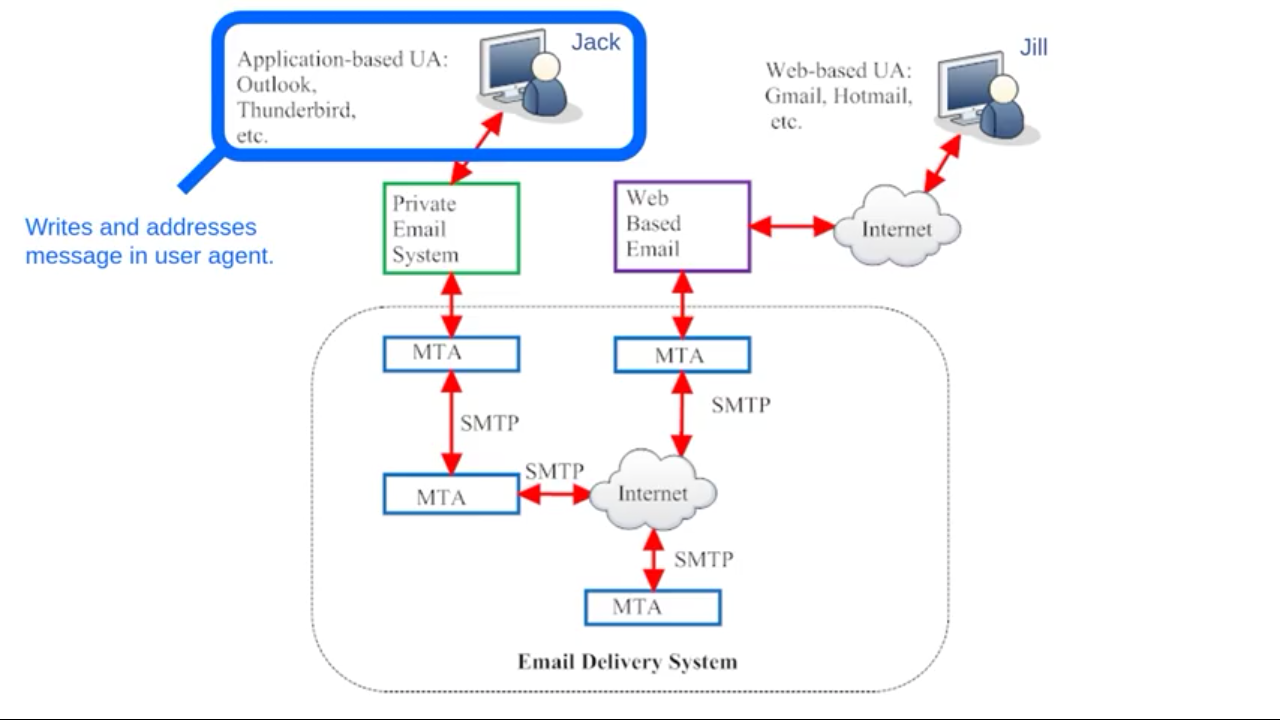 Jack
Application-based UA:
Outlook,
Thunderbird,
etc.
Jill
Web-based UA:
Gmail, Hotmail,
etc.
Writes and addresses
message in user agent.
Private
Email
System
Web
Based
Email
Internet
MTA
MTA
SMTP
SMTP
MTA
SMTP
Internet
SMTP
MTA
Email Delivery System